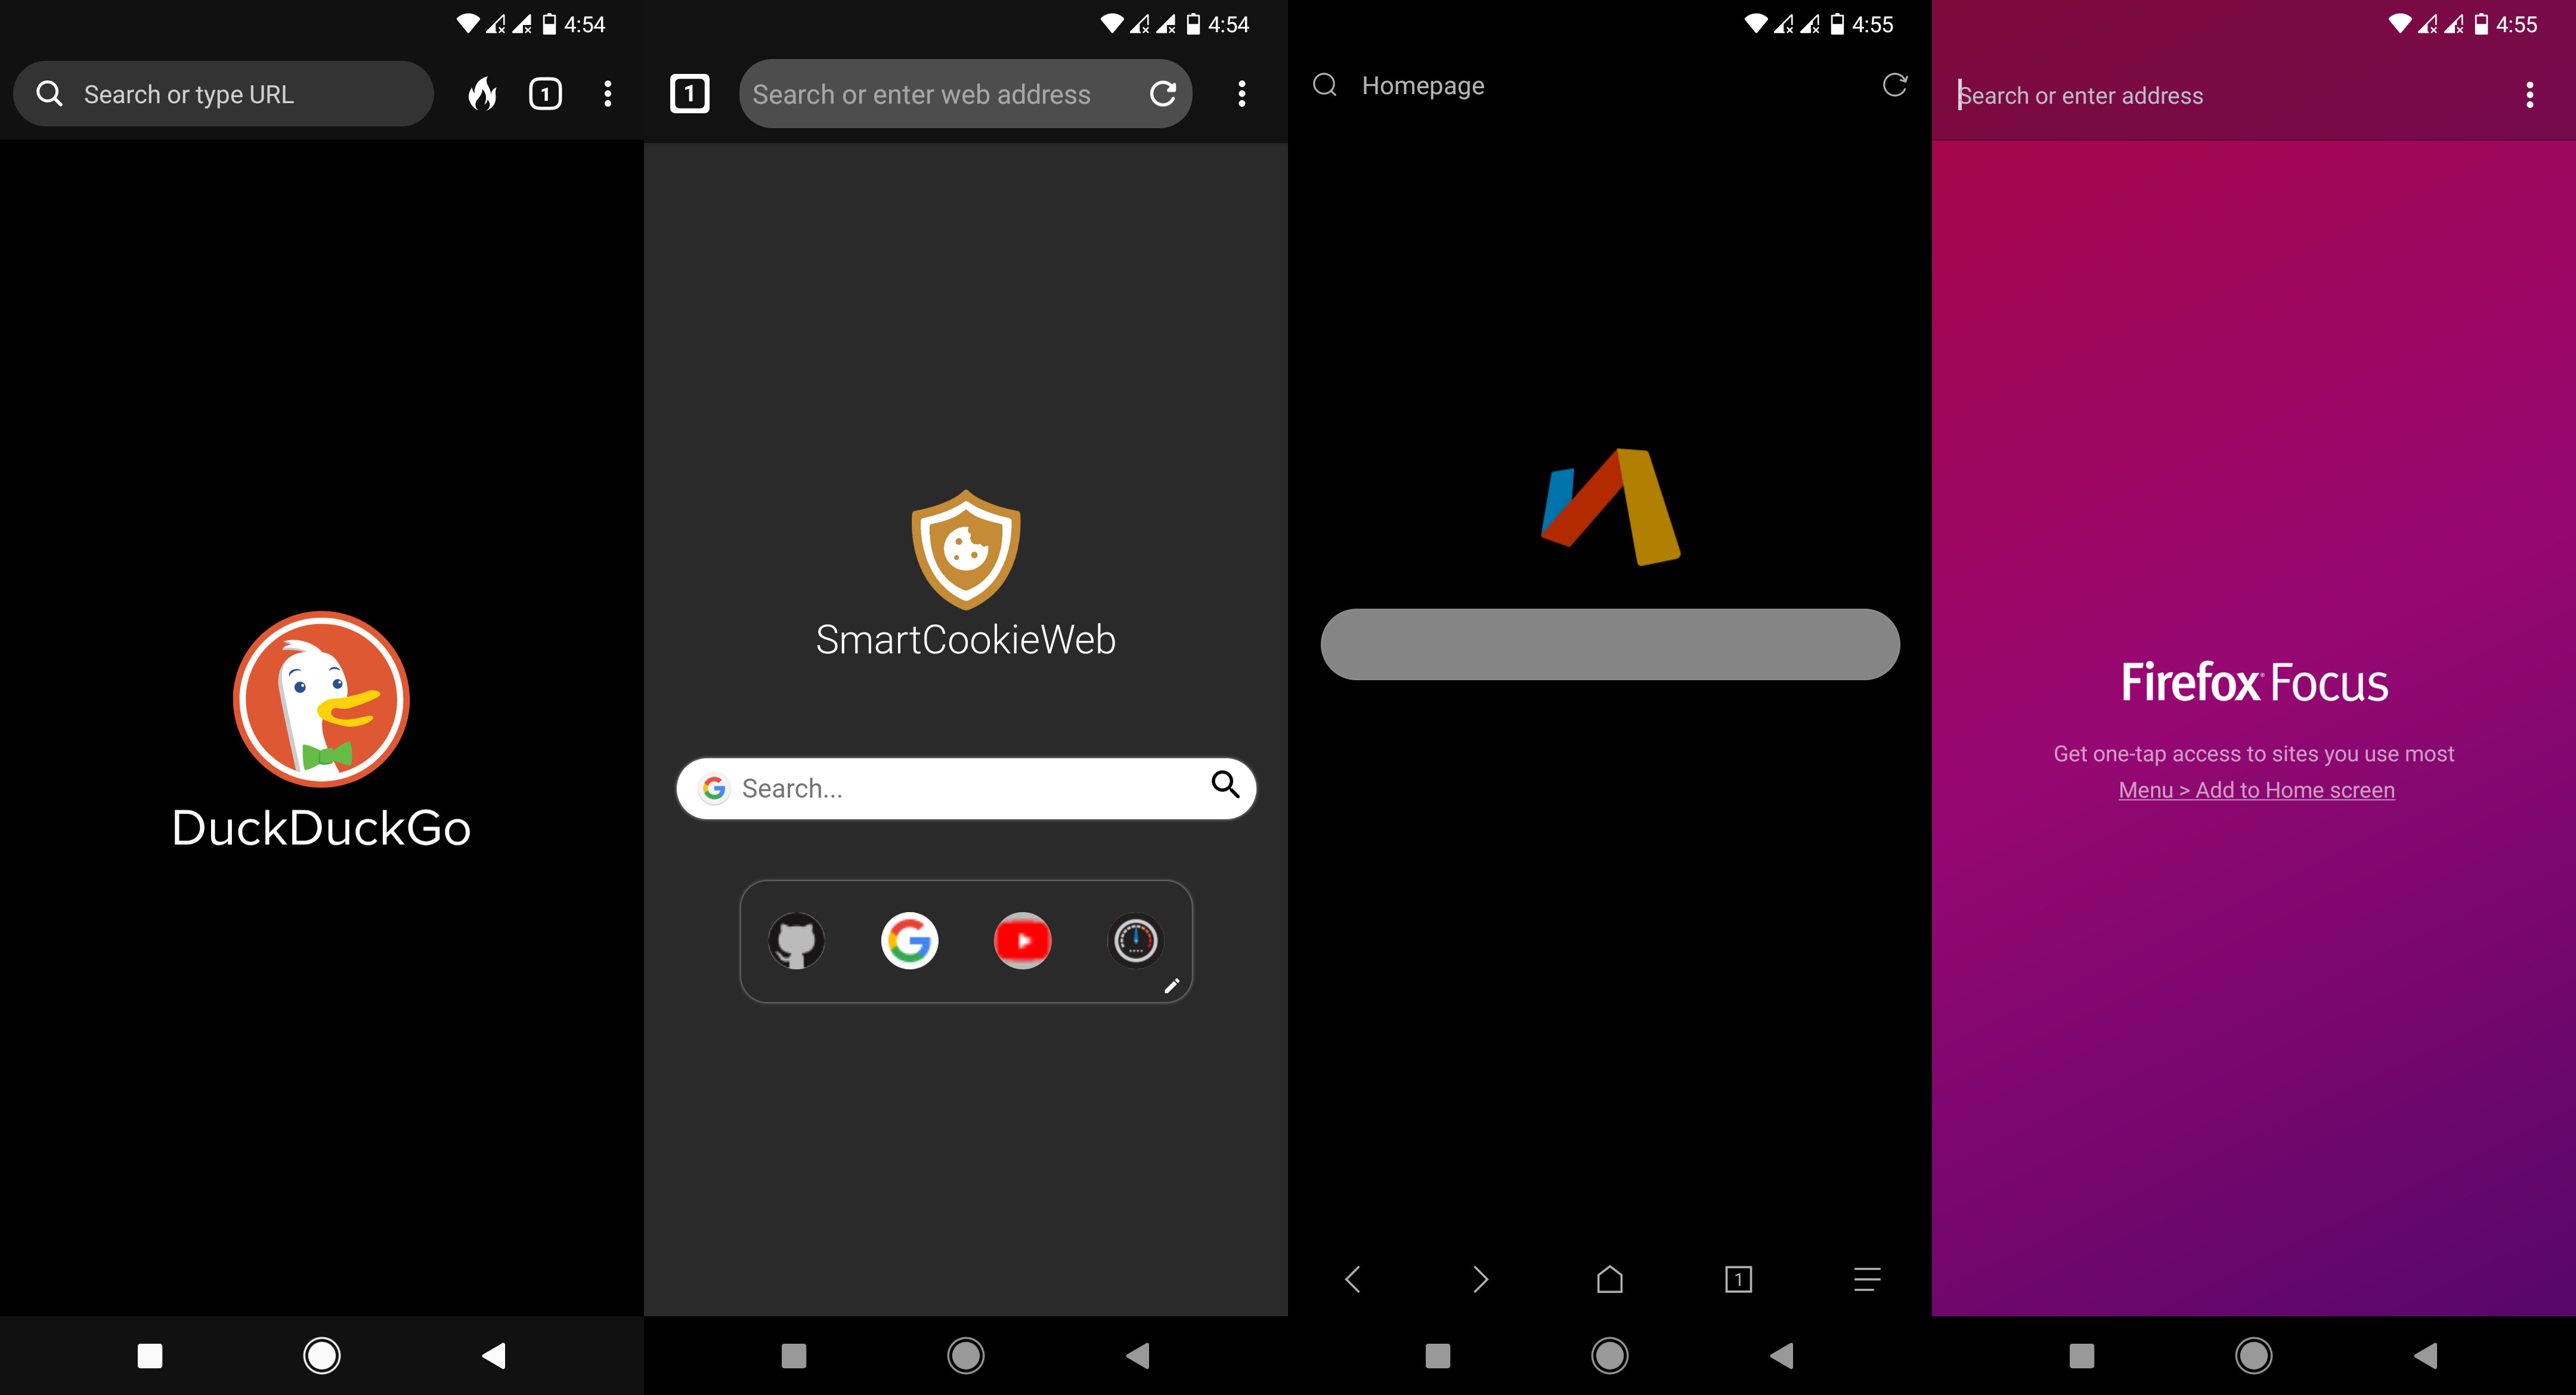 4:54
Search or type URL
1
DuckDuckGo
4:54
1
Search or enter web address
SmartCookieWeb
G Search...
G
4:55
Homepage
1
4:55
Search or enter address
Firefox Focus
Get one-tap access to sites you use most
Menu > Add to Home screen